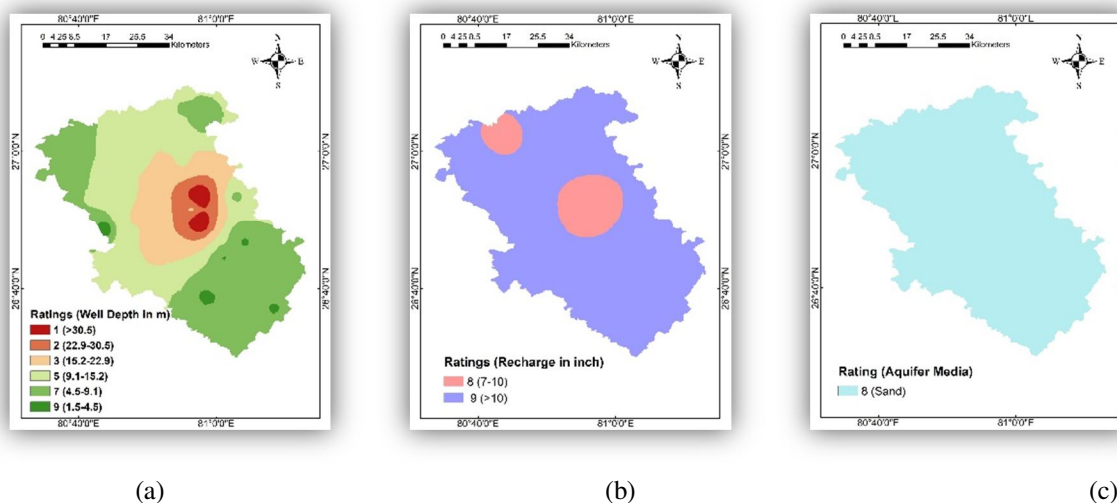 80°40'0"E 81°0'0"E
0 4.25 8.5 17 25.5 34
Kilometers
N
W E
S
27°0'0"N
26°40'0"N
Ratings (Well Depth in m)
1 (>30.5)
2 (22.9-30.5)
3 (15.2-22.9)
5 (9.1-15.2)
7 (4.5-9.1)
9 (1.5-4.5)
80°40'0"E 81°0'0"E
80°40'0"E 81°0'0"E
0 4.25 8.5 17 25.5 34
Kilometers
N
W E
S
27°0'0"N
26°40'0"N
Ratings (Recharge in inch)
8 (7-10)
9 (>10)
80°40'0"E 81°0'0"E
80°40'0"E 81°0'0"E
0 4.25 8.5 17 25.5 34
Kilometers
N
W
S
27°0'0"N
26°40'0"N
Rating (Aquifer Media)
8 (Sand)
80°40'0"E 81°0'0"E
(a) (b) (c)